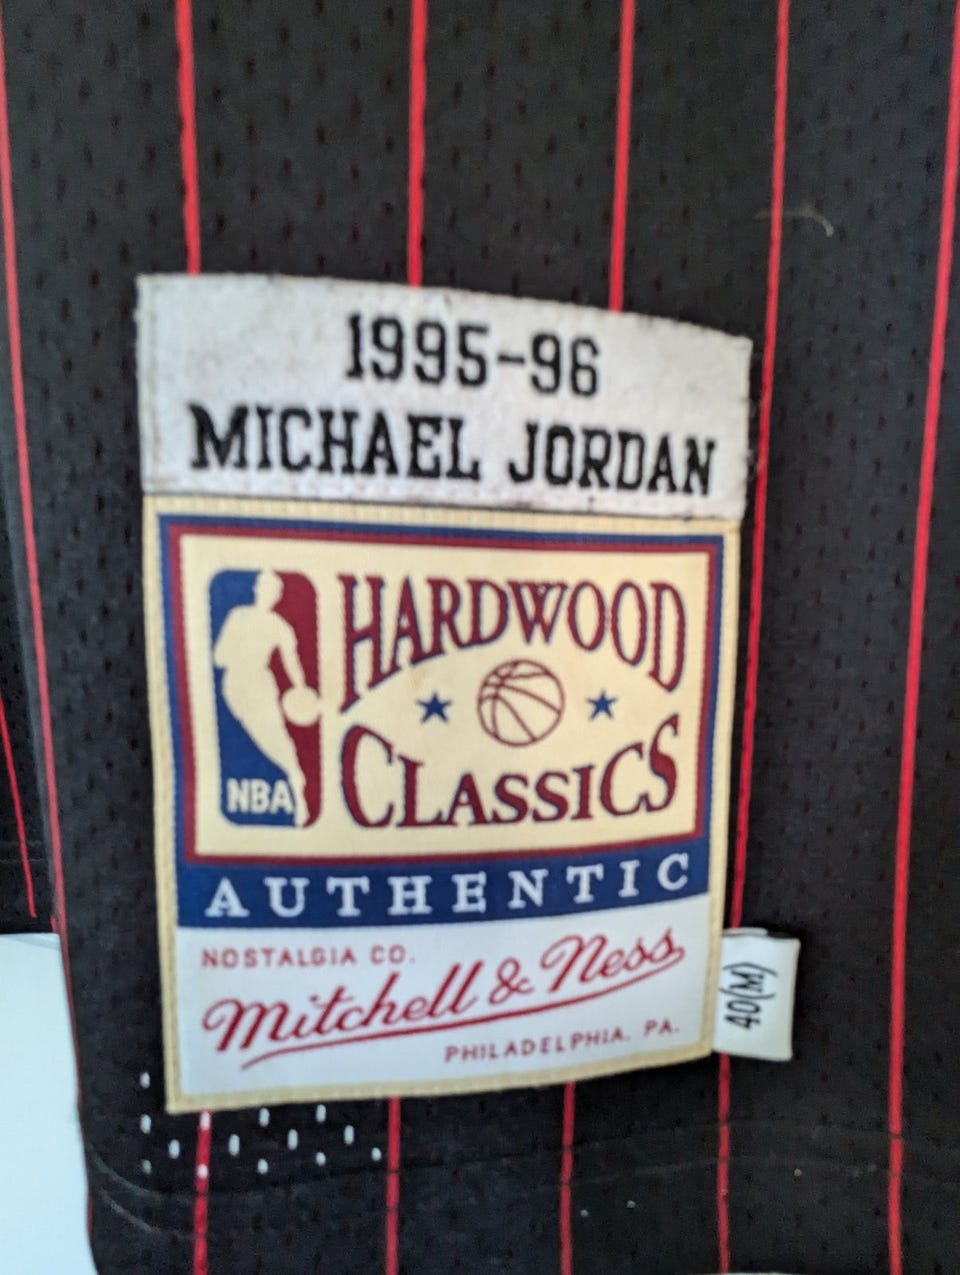 1995-96
MICHAEL JORDAN
HARDWOOD
CLASSICS
NBA
AUTHENTIC
NOSTALGIA CO.
Mitchell & Ness
PHILADELPHIA, PA.
40(M)